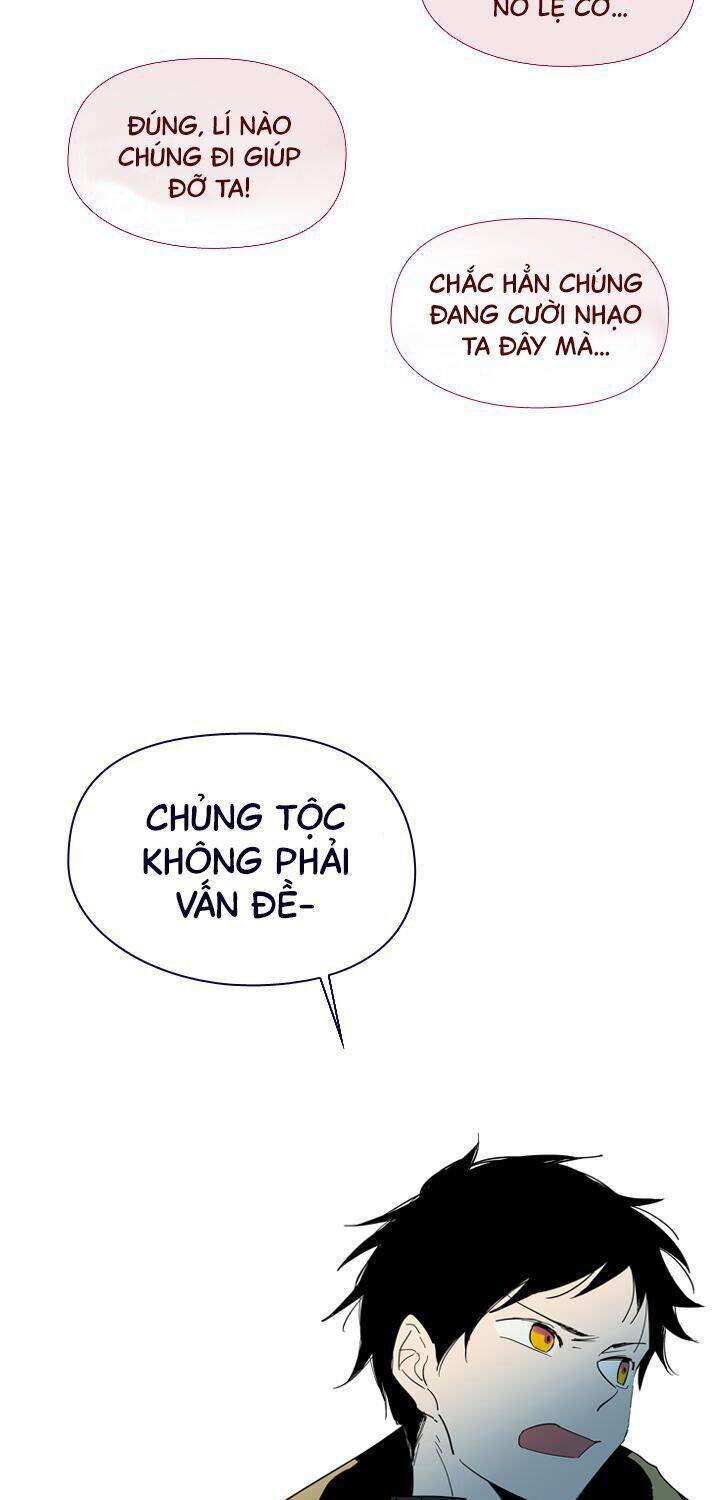 NÔ LỆ CƠ...
ĐÚNG, LÍ NÀO
CHÚNG ĐI GIÚP
ĐỠ TA!
CHẮC HẲN CHÚNG
ĐANG CƯỜI NHẠO
TA ĐÂY MÀ...
CHỦNG TỘC
KHÔNG PHẢI
VẤN ĐỀ-